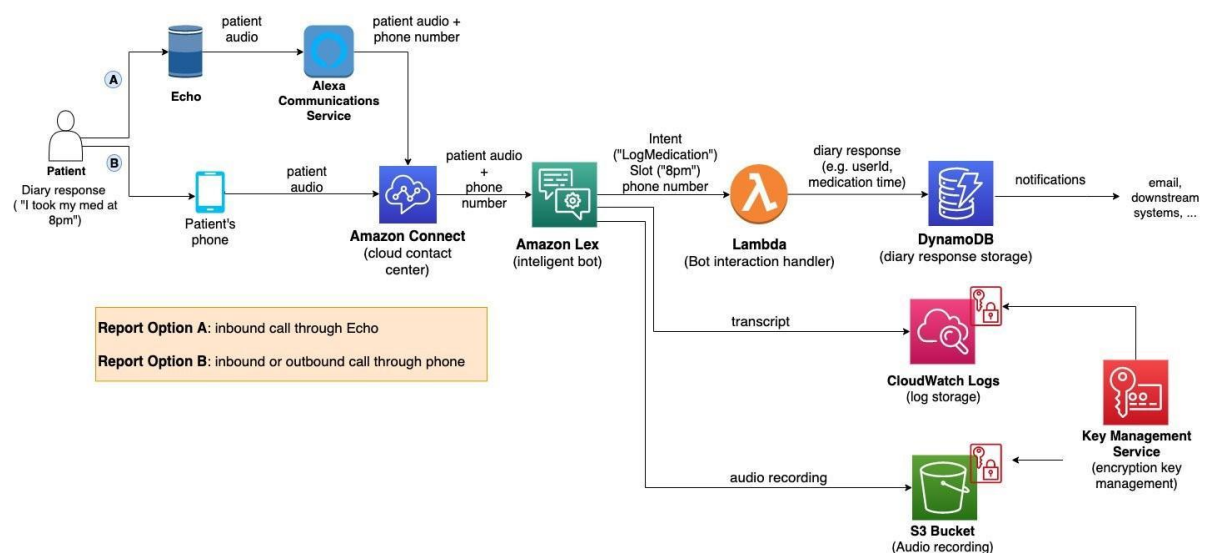 patient
audio
patient audio +
phone number
A
Echo
Alexa
Communications
Service
Patient
Diary response
( "I took my med at
8pm")
B
Patient's
phone
patient
audio
Amazon Connect
(cloud contact
center)
patient audio
+
phone
number
Amazon Lex
(inteligent bot)
Intent
("LogMedication")
Slot ("8pm")
phone number
Lambda
(Bot interaction handler)
diary response
(e.g. userId,
medication time)
DynamoDB
(diary response storage)
notifications
email,
downstream
systems, ...
Report Option A: inbound call through Echo
Report Option B: inbound or outbound call through phone
transcript
CloudWatch Logs
(log storage)
Key Management
Service
(encryption key
management)
audio recording
S3 Bucket
(Audio recording)